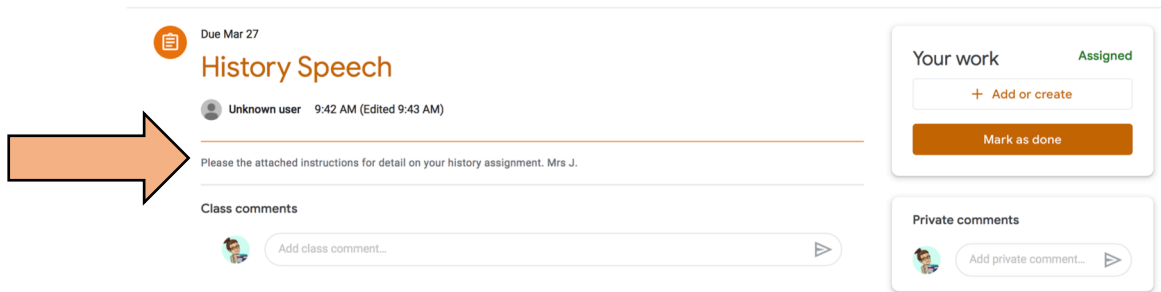 Due Mar 27
History Speech
Unknown user 9:42 AM (Edited 9:43 AM)
Please the attached instructions for detail on your history assignment. Mrs J.
Class comments
Add class comment...
Your work Assigned
+ Add or create
Mark as done
Private comments
Add private comment...